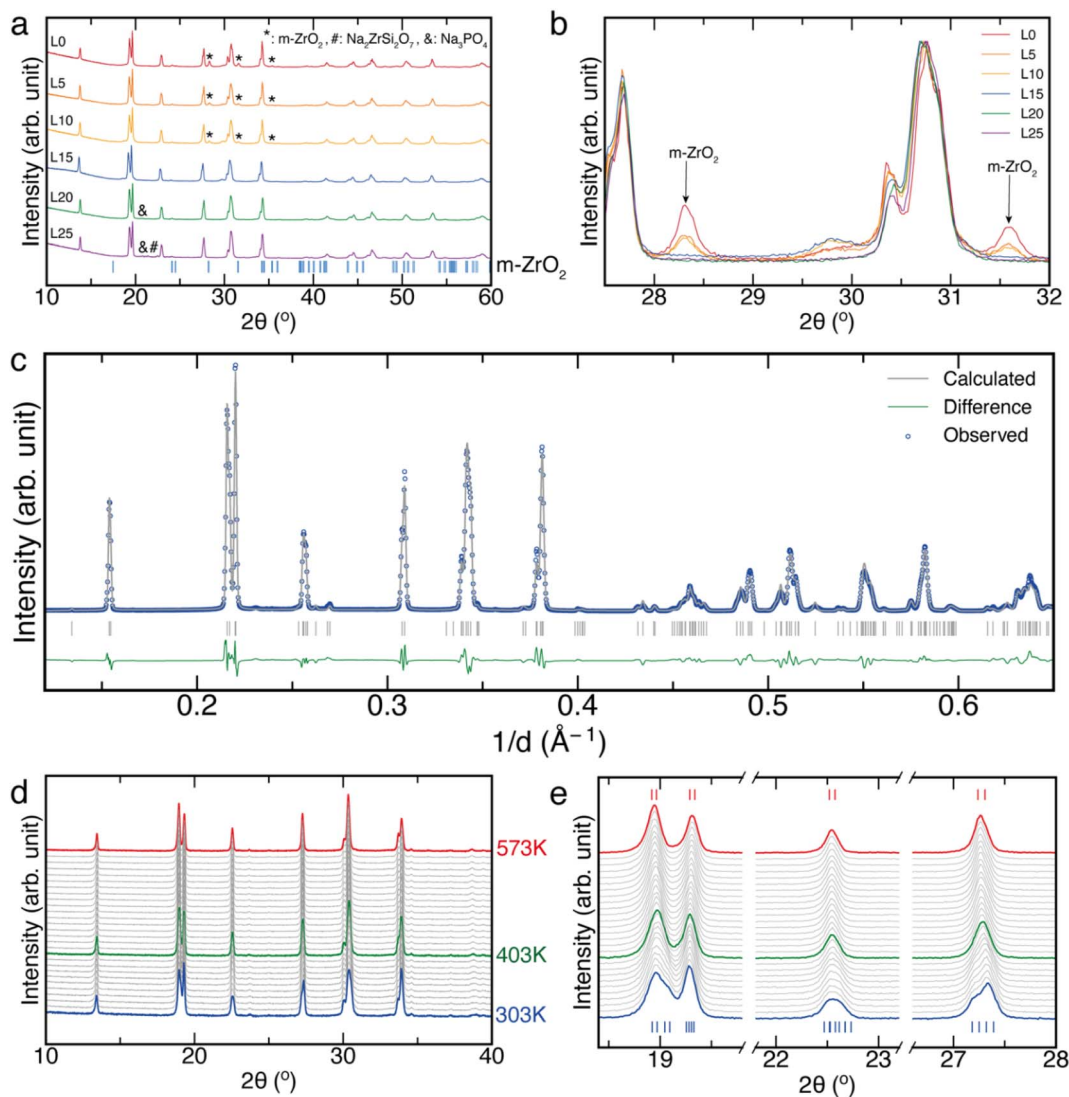 a
*: m-ZrO₂, #: Na₂ZrSi₂O₇, &: Na₃PO₄
L0
* * *
L5
* * *
L10
* * *
L15
L20
&
L25
&#
m-ZrO₂
10 20 30 40 50 60
2θ (°)
Intensity (arb. unit)
b
L0
L5
L10
L15
L20
L25
m-ZrO₂
m-ZrO₂
28 29 30 31 32
2θ (°)
Intensity (arb. unit)
c
Calculated
Difference
Observed
0.2 0.3 0.4 0.5 0.6
1/d (Å⁻¹)
Intensity (arb. unit)
d
573K
403K
303K
10 20 30 40
2θ (°)
Intensity (arb. unit)
e
19 22 23 27 28
2θ (°)
Intensity (arb. unit)